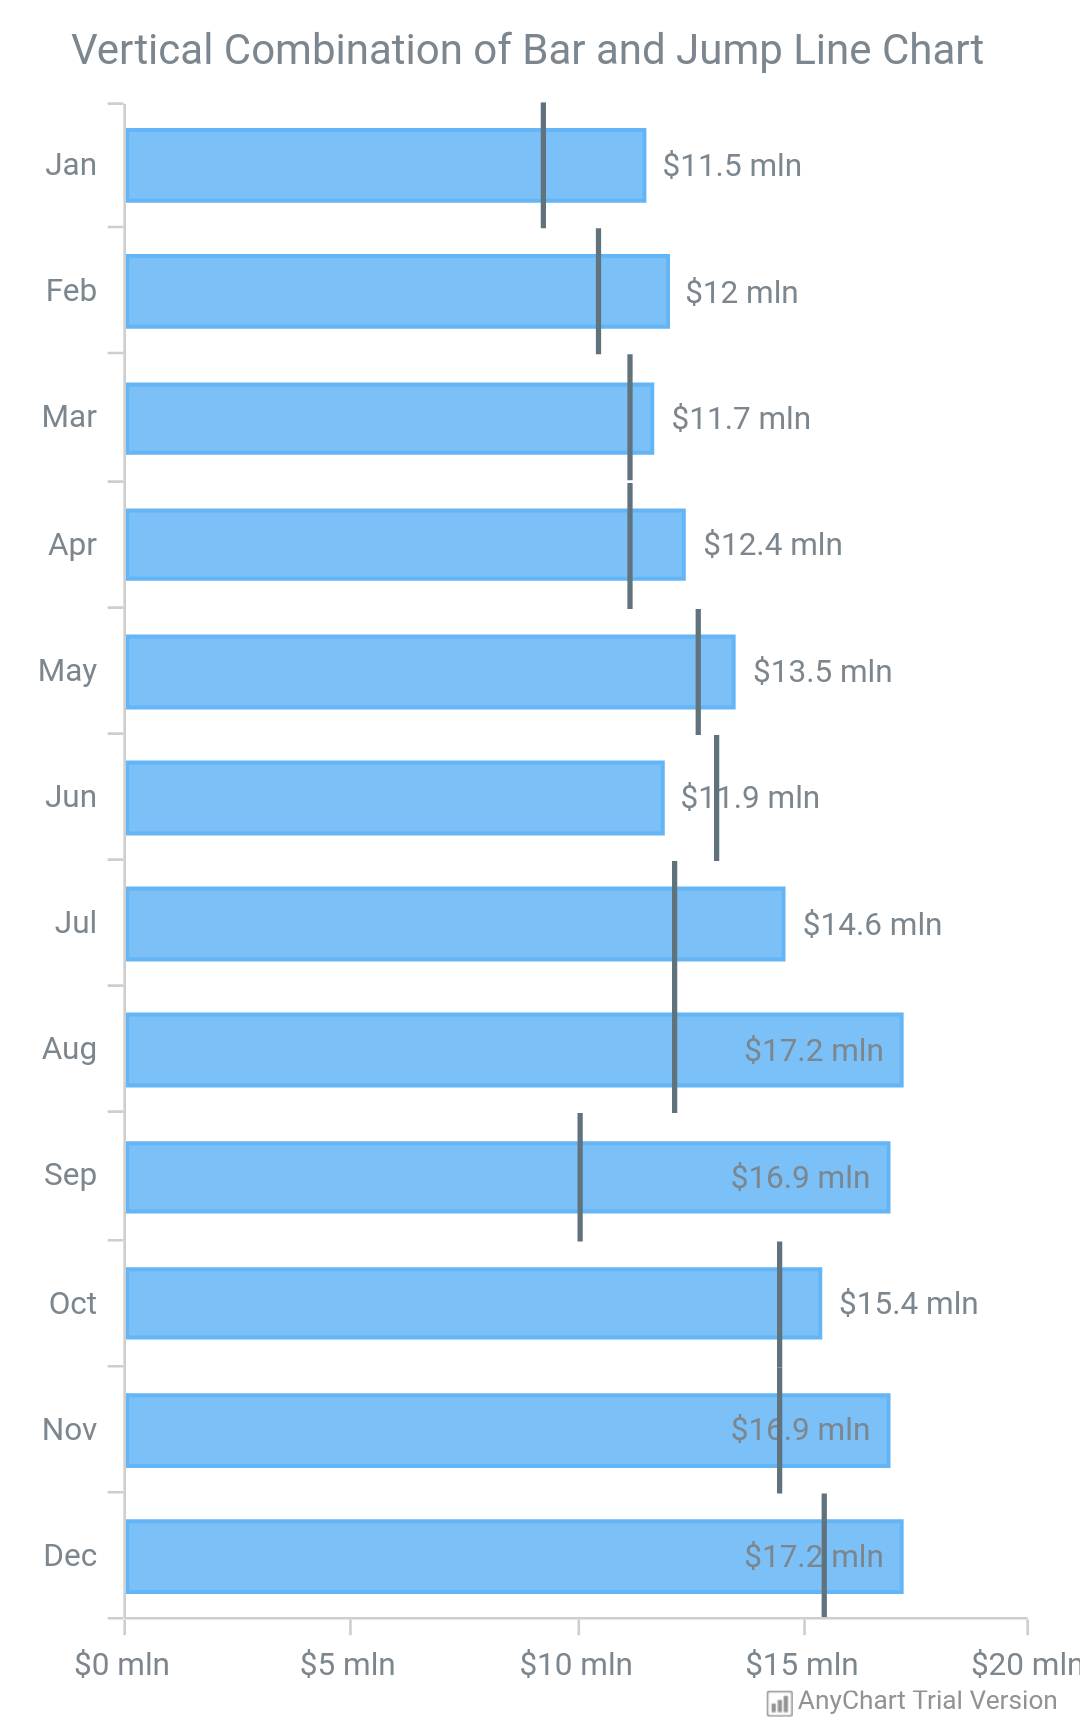 Vertical Combination of Bar and Jump Line Chart
Jan $11.5 mln
Feb $12 mln
Mar $11.7 mln
Apr $12.4 mln
May $13.5 mln
Jun $11.9 mln
Jul $14.6 mln
Aug $17.2 mln
Sep $16.9 mln
Oct $15.4 mln
Nov $16.9 mln
Dec $17.2 mln
$0 mln $5 mln $10 mln $15 mln $20 mln
AnyChart Trial Version